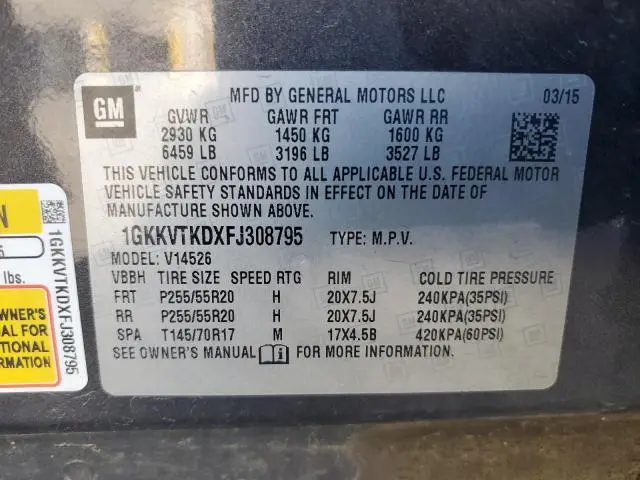 GM
MFD BY GENERAL MOTORS LLC 03/15
GVWR GAWR FRT GAWR RR
2930 KG 1450 KG 1600 KG
6459 LB 3196 LB 3527 LB
THIS VEHICLE CONFORMS TO ALL APPLICABLE U.S. FEDERAL MOTOR
VEHICLE SAFETY STANDARDS IN EFFECT ON THE DATE OF
MANUFACTURE SHOWN ABOVE.
1GKKVTKDXFJ308795 TYPE: M.P.V.
MODEL: V14526
VBBH TIRE SIZE SPEED RTG RIM COLD TIRE PRESSURE
FRT P255/55R20 H 20X7.5J 240KPA(35PSI)
RR P255/55R20 H 20X7.5J 240KPA(35PSI)
SPA T145/70R17 M 17X4.5B 420KPA(60PSI)
SEE OWNER'S MANUAL FOR MORE INFORMATION.
N
lbs.
WNER'S
AL FOR
TIONAL
RMATION
1GKKVTKDXFJ308795